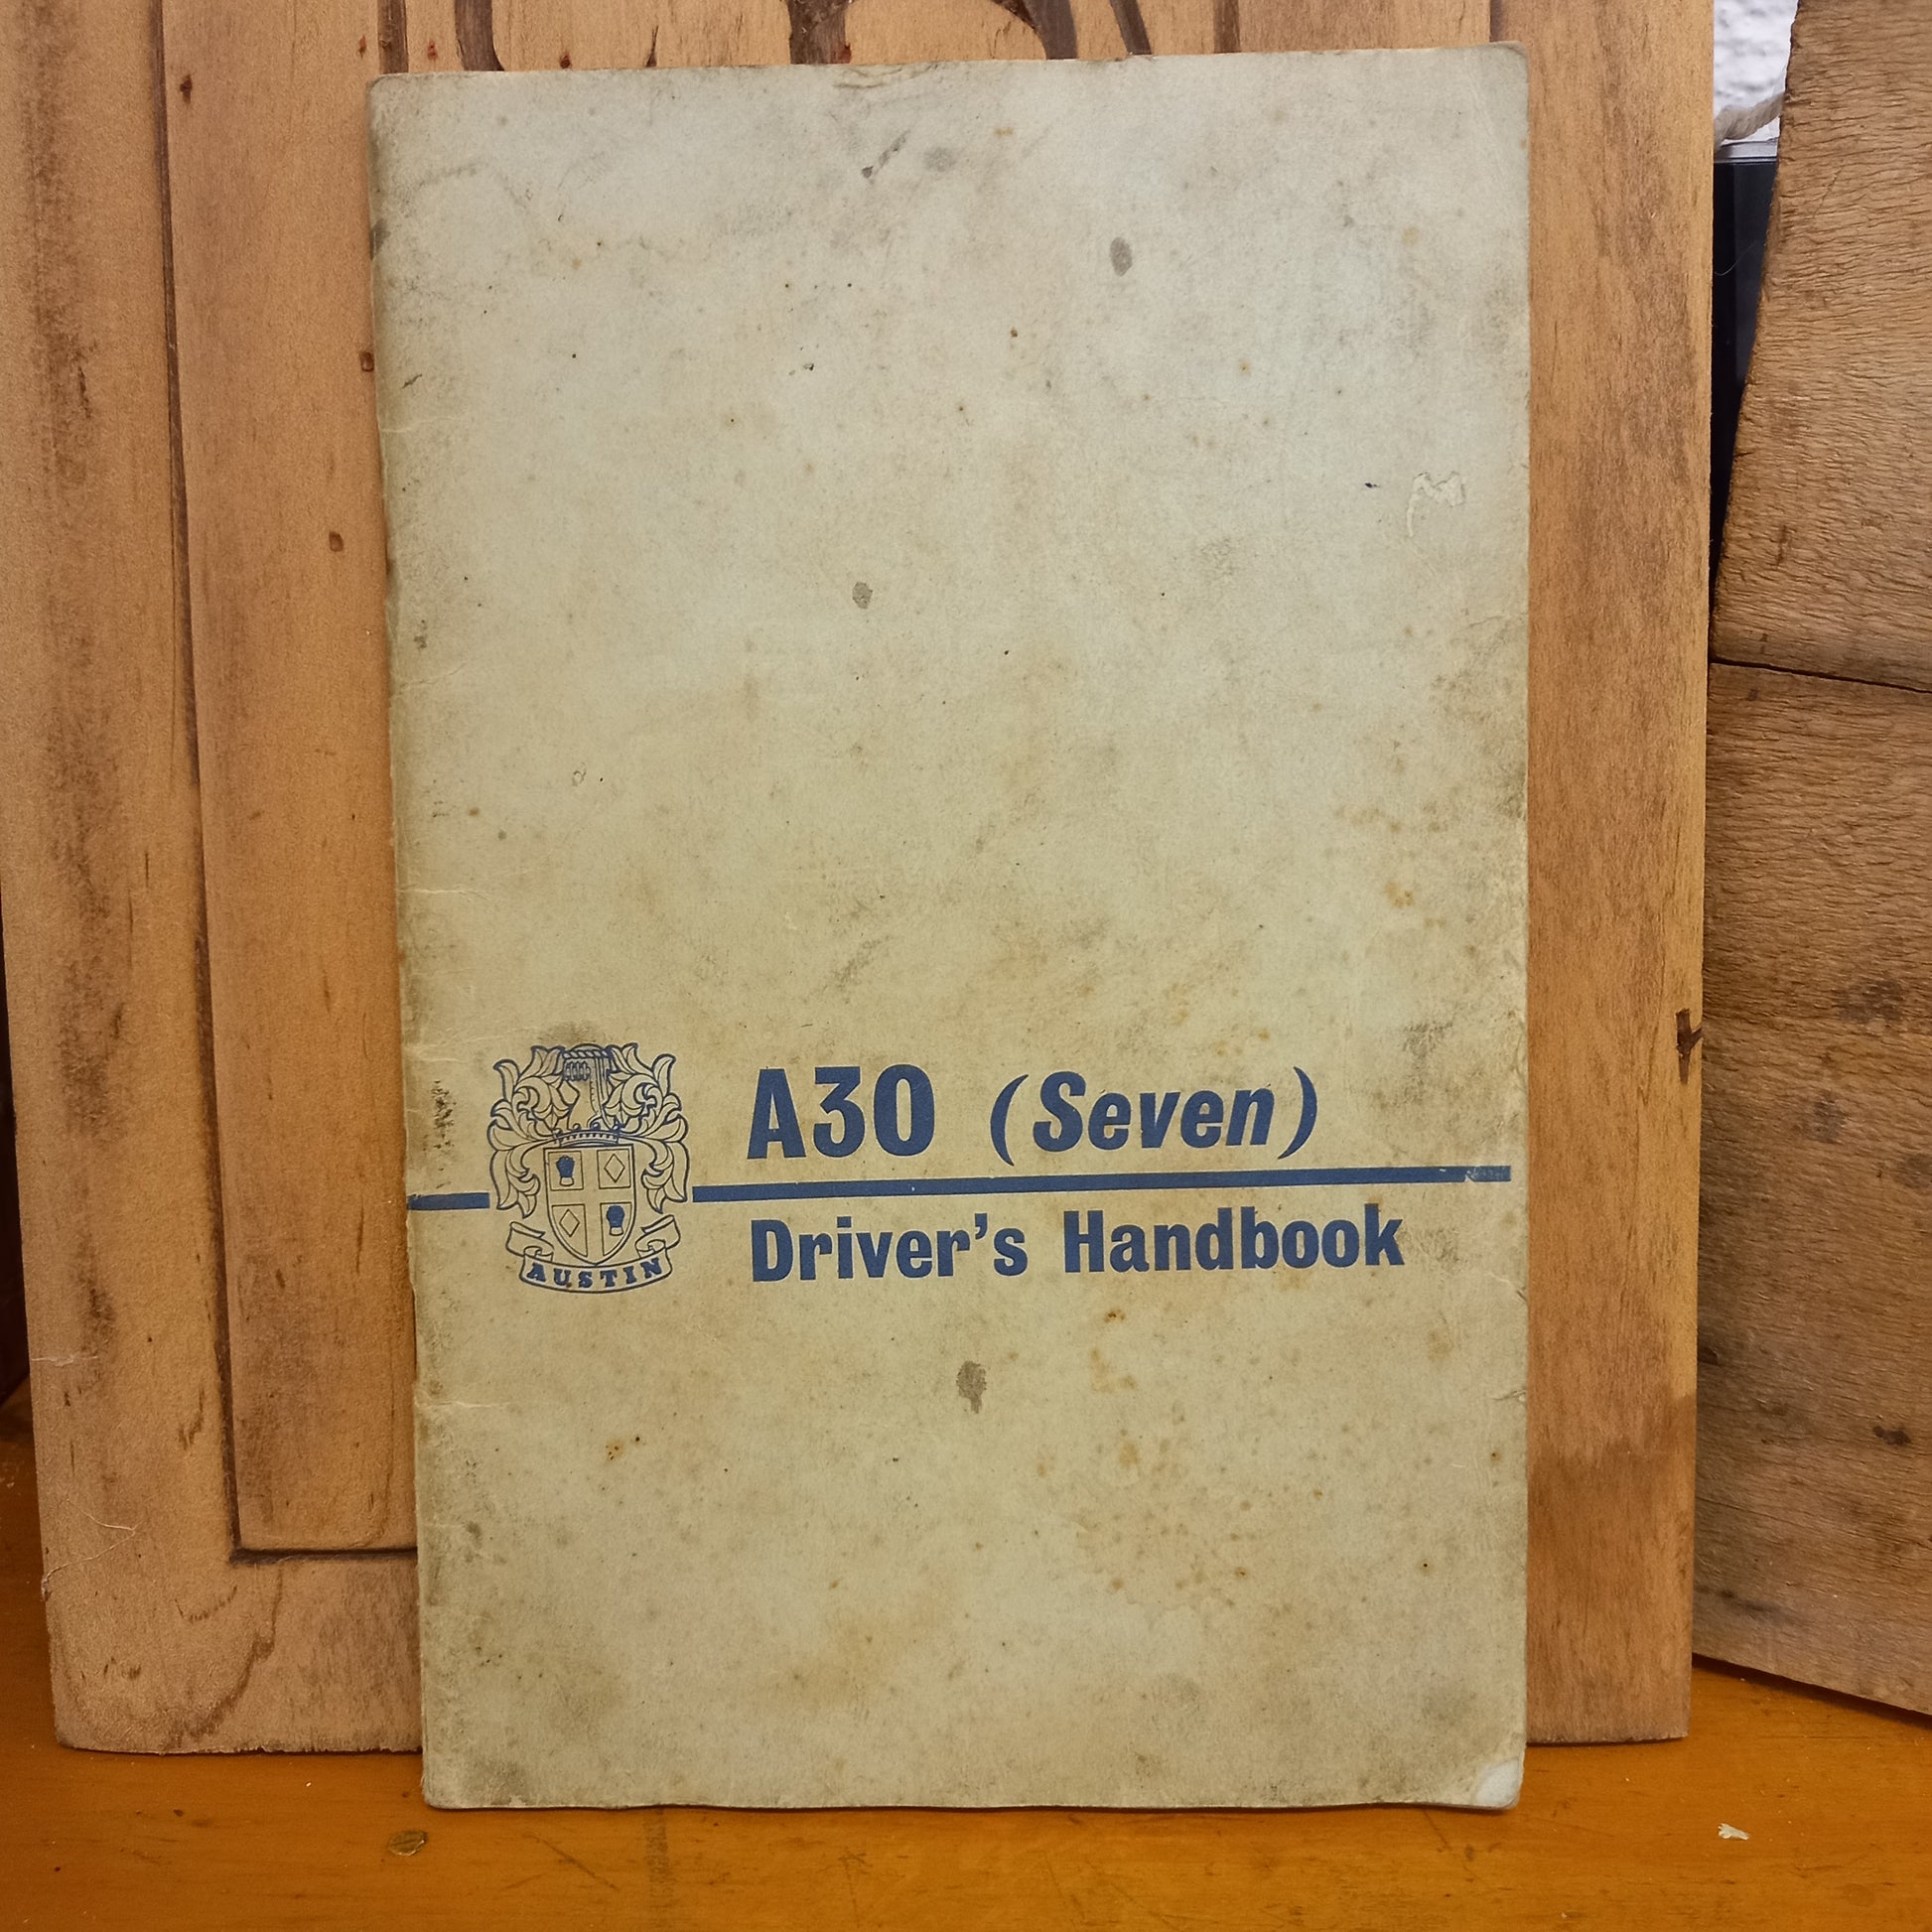 A30 (Seven)
AUSTIN
Driver's Handbook